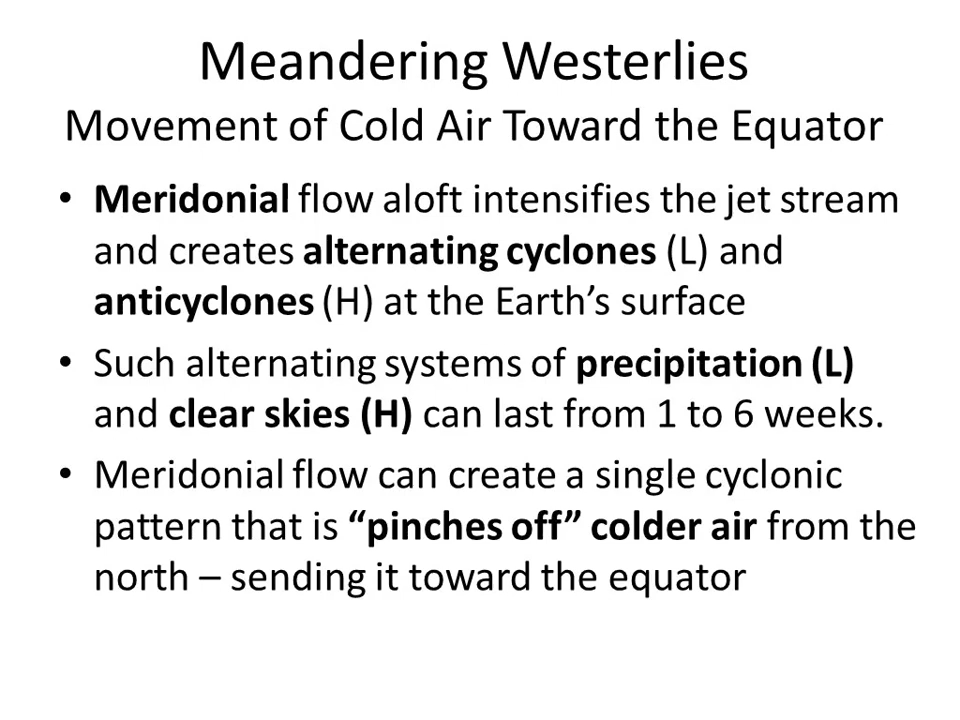 Meandering Westerlies
Movement of Cold Air Toward the Equator
• Meridonial flow aloft intensifies the jet stream
and creates alternating cyclones (L) and
anticyclones (H) at the Earth’s surface
• Such alternating systems of precipitation (L)
and clear skies (H) can last from 1 to 6 weeks.
• Meridonial flow can create a single cyclonic
pattern that is “pinches off” colder air from the
north – sending it toward the equator